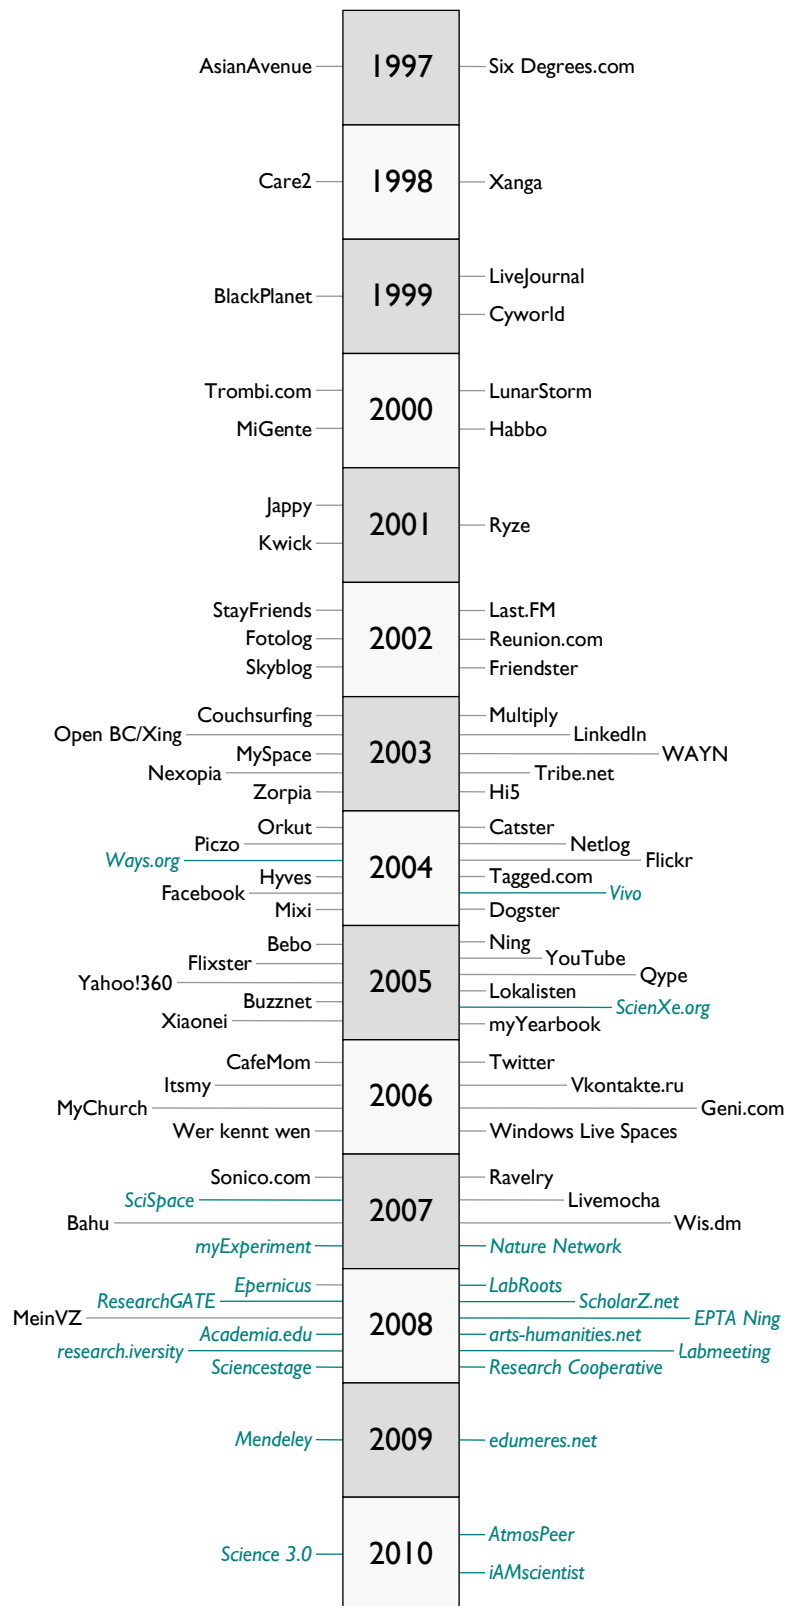 AsianAvenue 1997 Six Degrees.com
Care2 1998 Xanga
LiveJournal
BlackPlanet 1999
Cyworld
Trombi.com LunarStorm
2000
MiGente Habbo
Jappy
2001 Ryze
Kwick
StayFriends Last.FM
Fotolog 2002 Reunion.com
Skyblog Friendster
Couchsurfing Multiply
Open BC/Xing LinkedIn
MySpace 2003 WAYN
Nexopia Tribe.net
Zorpia Hi5
Orkut Catster
Piczo Netlog
Ways.org Flickr
2004
Hyves Tagged.com
Facebook Vivo
Mixi Dogster
Bebo Ning
Flixster YouTube
Yahoo!360 2005 Qype
Lokalisten
Buzznet ScienXe.org
Xiaonei myYearbook
CafeMom Twitter
Itsmy Vkontakte.ru
2006
MyChurch Geni.com
Wer kennt wen Windows Live Spaces
Sonico.com Ravelry
SciSpace Livemocha
2007
Bahu Wis.dm
myExperiment Nature Network
Epernicus LabRoots
ResearchGATE ScholarZ.net
MeinVZ EPTA Ning
2008
Academia.edu arts-humanities.net
research.iversity Labmeeting
Sciencestage Research Cooperative
Mendeley 2009 edumeres.net
AtmosPeer
Science 3.0 2010
iAMscientist